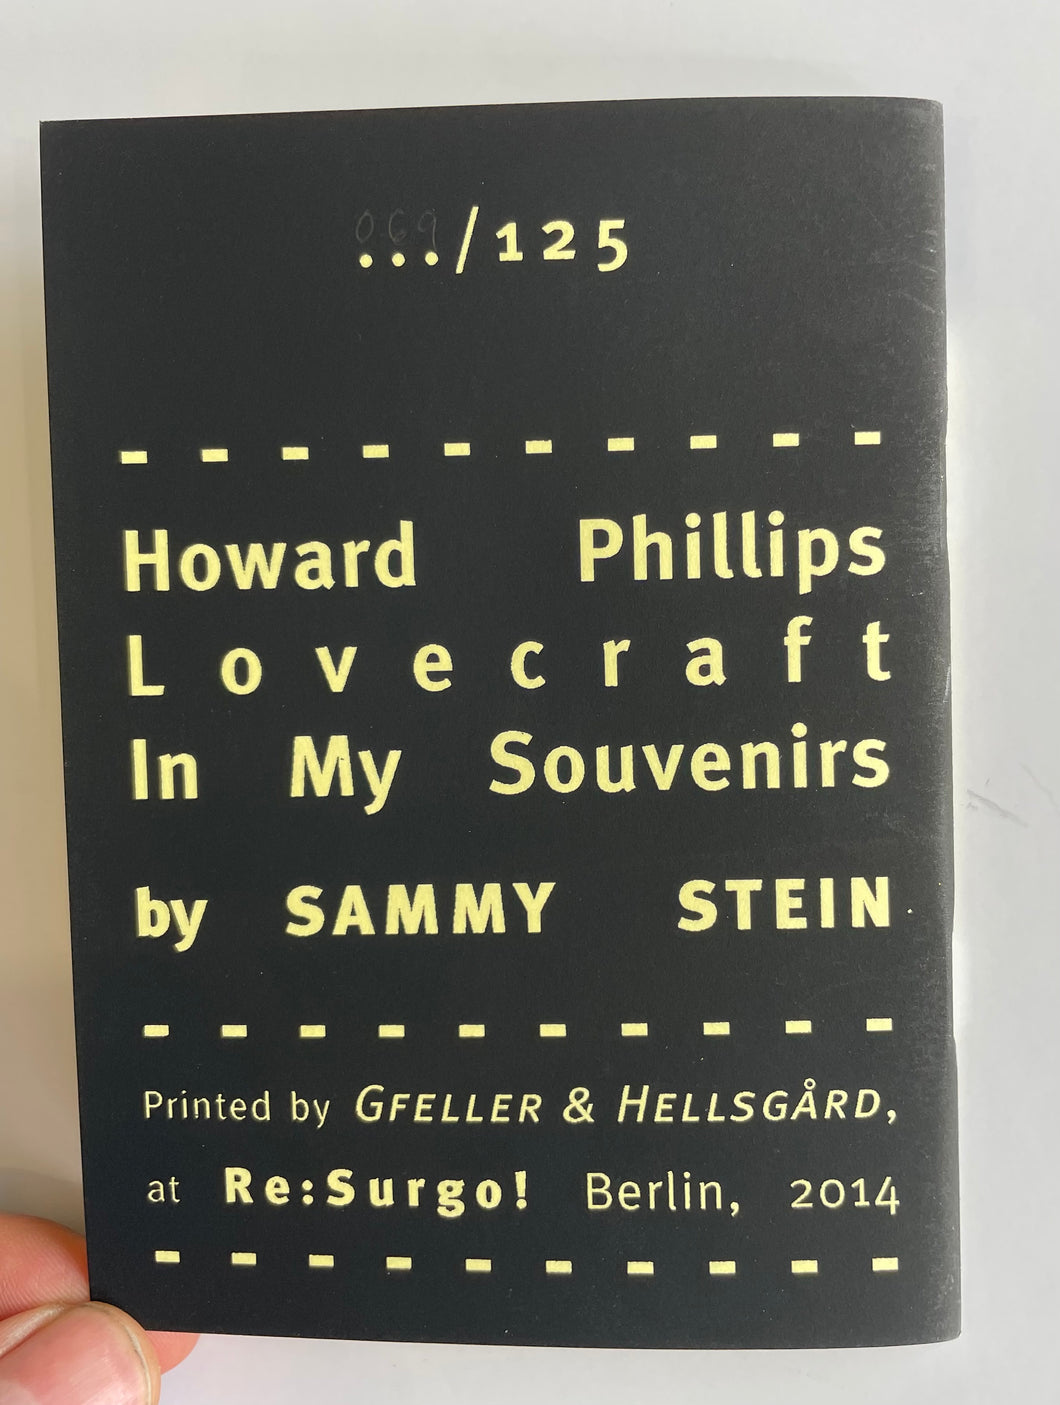 069
.../125
Howard Phillips
Lovecraft
In My Souvenirs
by SAMMY STEIN
Printed by GFELLER & HELLSGÅRD,
at Re:Surgo! Berlin, 2014